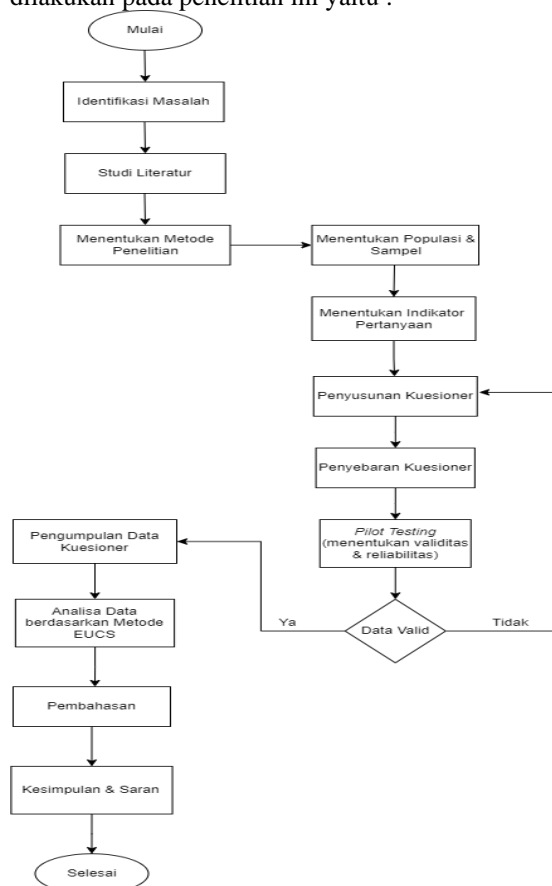 dilakukan pada penelitian ini yaitu :
Mulai
Identifikasi Masalah
Studi Literatur
Menentukan Metode
Penelitian
Menentukan Populasi &
Sampel
Menentukan Indikator
Pertanyaan
Penyusunan Kuesioner
Penyebaran Kuesioner
Pilot Testing
(menentukan validitas
& reliabilitas)
Data Valid
Ya
Tidak
Pengumpulan Data
Kuesioner
Analisa Data
berdasarkan Metode
EUCS
Pembahasan
Kesimpulan & Saran
Selesai